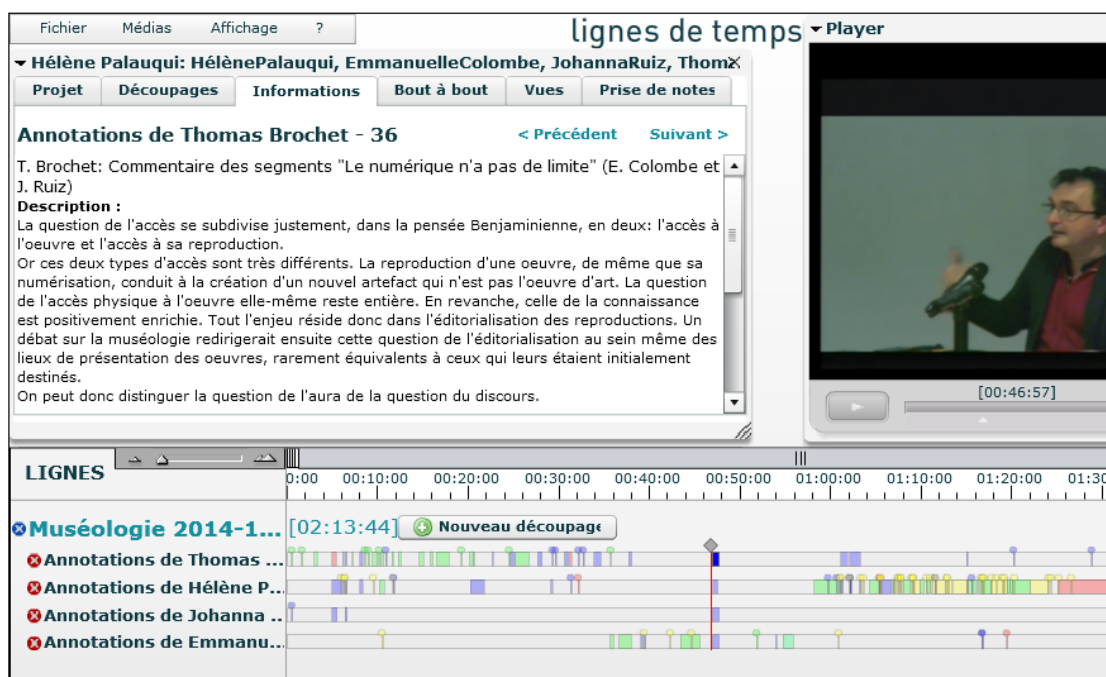 Fichier Médias Affichage ?
lignes de temps
Player
Hélène Palauqui: HélènePalauqui, EmmanuelleColombe, JohannaRuiz, Thom
Projet Découpages Informations Bout à bout Vues Prise de notes
Annotations de Thomas Brochet - 36 < Précédent Suivant >
T. Brochet: Commentaire des segments "Le numérique n'a pas de limite" (E. Colombe et
J. Ruiz)
Description :
La question de l'accès se subdivise justement, dans la pensée Benjaminienne, en deux: l'accès à
l'oeuvre et l'accès à sa reproduction.
Or ces deux types d'accès sont très différents. La reproduction d'une oeuvre, de même que sa
numérisation, conduit à la création d'un nouvel artefact qui n'est pas l'oeuvre d'art. La question
de l'accès physique à l'oeuvre elle-même reste entière. En revanche, celle de la connaissance
est positivement enrichie. Tout l'enjeu réside donc dans l'éditorialisation des reproductions. Un
débat sur la muséologie redirigerait ensuite cette question de l'éditorialisation au sein même des
lieux de présentation des oeuvres, rarement équivalents à ceux qui leurs étaient initialement
destinés.
On peut donc distinguer la question de l'aura de la question du discours.
[00:46:57]
LIGNES
0:00 00:10:00 00:20:00 00:30:00 00:40:00 00:50:00 01:00:00 01:10:00 01:20:00 01:30
Muséologie 2014-1... [02:13:44] Nouveau découpage
Annotations de Thomas ...
Annotations de Hélène P...
Annotations de Johanna ..
Annotations de Emmanu...